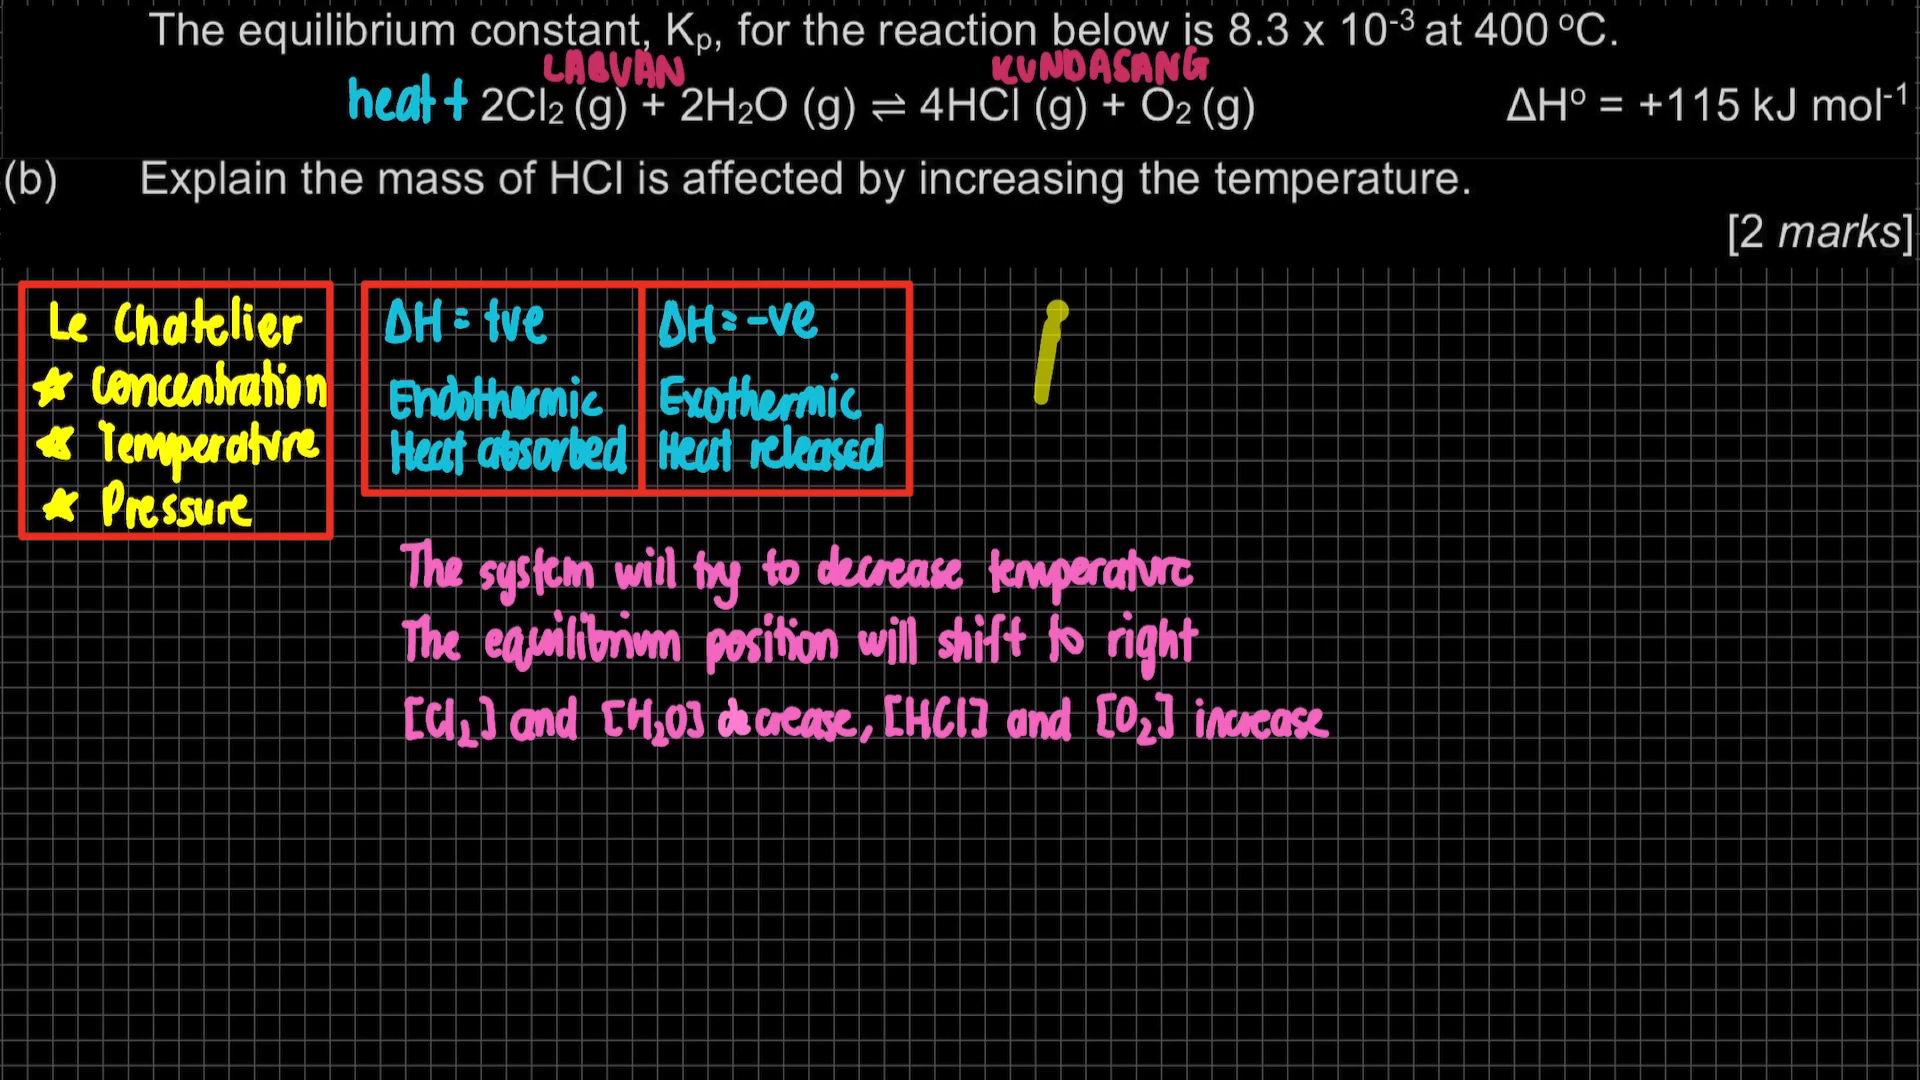 The equilibrium constant, Kₚ, for the reaction below is 8.3 x 10⁻³ at 400 ºC.
LABUAN KUNDASANG
heat + 2Cl₂ (g) + 2H₂O (g) ⇌ 4HCl (g) + O₂ (g) ΔHº = +115 kJ mol⁻¹
(b) Explain the mass of HCl is affected by increasing the temperature.
[2 marks]
Le Chatelier
★ Concentration
★ Temperature
★ Pressure
ΔH = +ve
Endothermic
Heat absorbed
ΔH = -ve
Exothermic
Heat released
The system will try to decrease temperature
The equilibrium position will shift to right
[Cl₂] and [H₂O] decrease, [HCl] and [O₂] increase